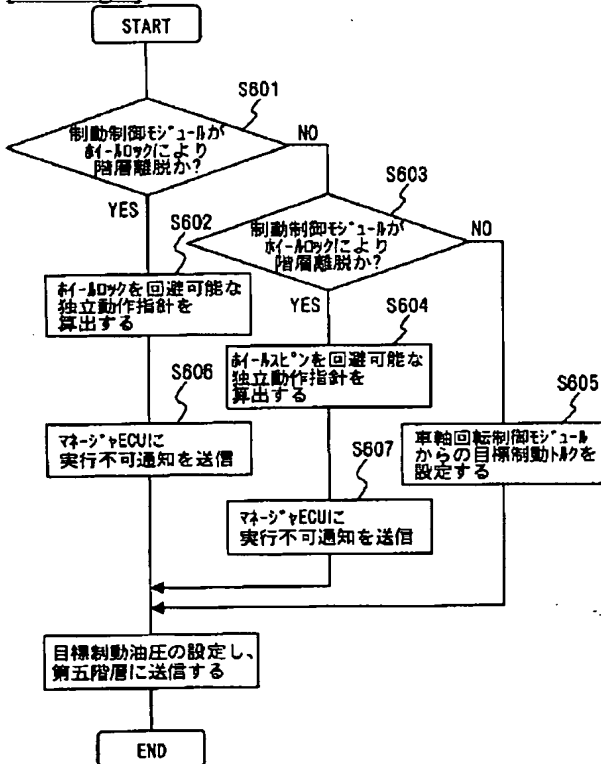 START
S601
制動制御モジュールが
ホイールロックにより
階層離脱か?
NO
YES
S603
制動制御モジュールが
ホイールロックにより
階層離脱か?
NO
YES
S602
ホイールロックを回避可能な
独立動作指針を
算出する
S604
ホイールスピンを回避可能な
独立動作指針を
算出する
S606
マネージャECUに
実行不可通知を送信
S605
車軸回転制御モジュール
からの目標制動トルクを
設定する
S607
マネージャECUに
実行不可通知を送信
目標制動油圧の設定し、
第五階層に送信する
END